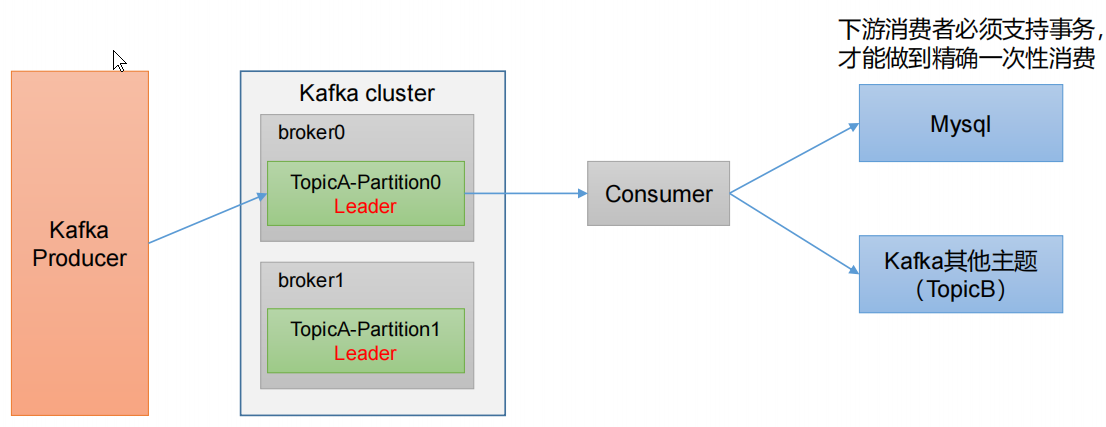 下游消费者必须支持事务,
才能做到精确一次性消费
Kafka
Producer
Kafka cluster
broker0
TopicA-Partition0
Leader
broker1
TopicA-Partition1
Leader
Consumer
Mysql
Kafka其他主题
（TopicB）